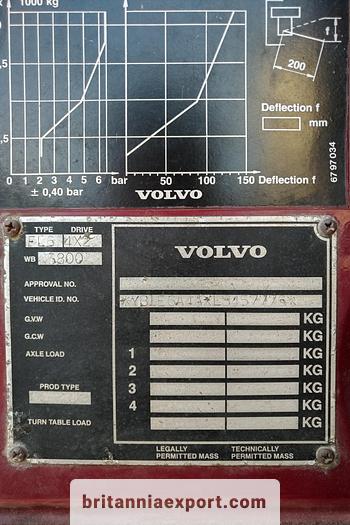 1000 kg
f
200
Deflection f
mm
0 1 2 3 4 5 6 bar
± 0,40 bar
0 50 100 150 Deflection f
VOLVO
67 97 034
TYPE DRIVE
4X2
VOLVO
WB 3800
APPROVAL NO.
VEHICLE ID. NO.
G.V.W KG
G.C.W KG
AXLE LOAD 1 KG
2 KG
PROD TYPE 3 KG
4 KG
TURN TABLE LOAD KG
LEGALLY PERMITTED MASS
TECHNICALLY PERMITTED MASS
britanniaexport.com